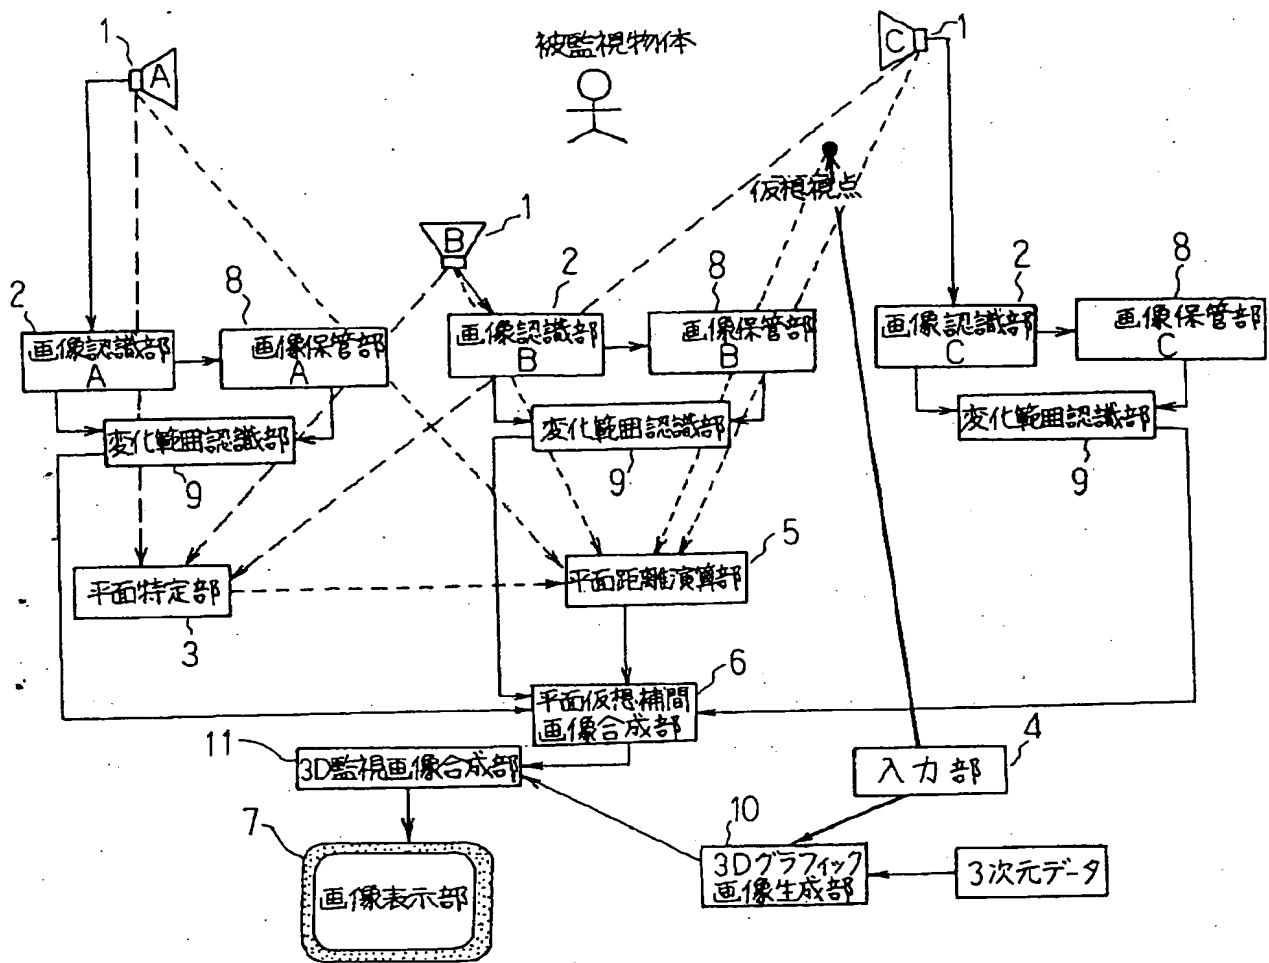 1
A
被監視物体
C
1
仮想視点
B
1
2
画像認識部
A
8
画像保管部
A
2
画像認識部
B
8
画像保管部
B
2
画像認識部
C
8
画像保管部
C
変化範囲認識部
9
変化範囲認識部
9
変化範囲認識部
9
平面特定部
3
平面距離演算部
5
平面仮想補間
画像合成部
6
11
3D監視画像合成部
入力部
4
7
画像表示部
10
3Dグラフィック
画像生成部
3次元データ